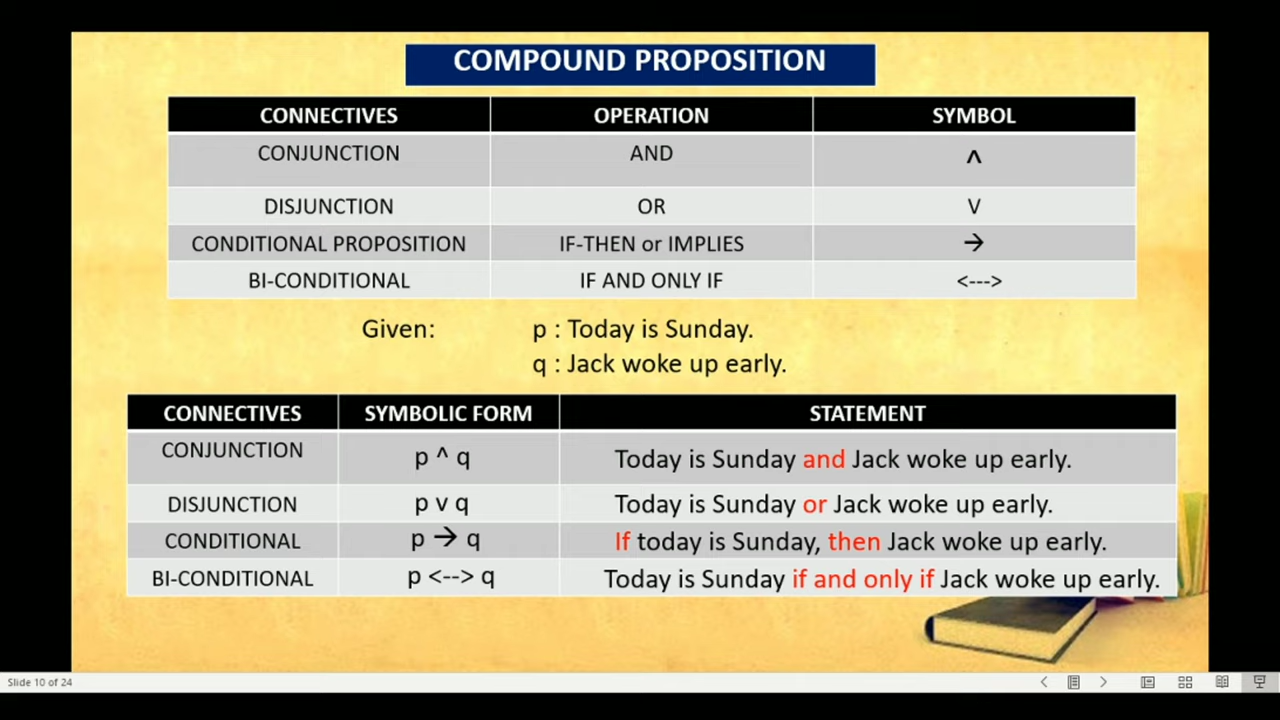 COMPOUND PROPOSITION
CONNECTIVES OPERATION SYMBOL
CONJUNCTION AND ^
DISJUNCTION OR V
CONDITIONAL PROPOSITION IF-THEN or IMPLIES →
BI-CONDITIONAL IF AND ONLY IF <--->
Given: p : Today is Sunday.
q : Jack woke up early.
CONNECTIVES SYMBOLIC FORM STATEMENT
CONJUNCTION p ^ q Today is Sunday and Jack woke up early.
DISJUNCTION p v q Today is Sunday or Jack woke up early.
CONDITIONAL p → q If today is Sunday, then Jack woke up early.
BI-CONDITIONAL p <--> q Today is Sunday if and only if Jack woke up early.
Slide 10 of 24